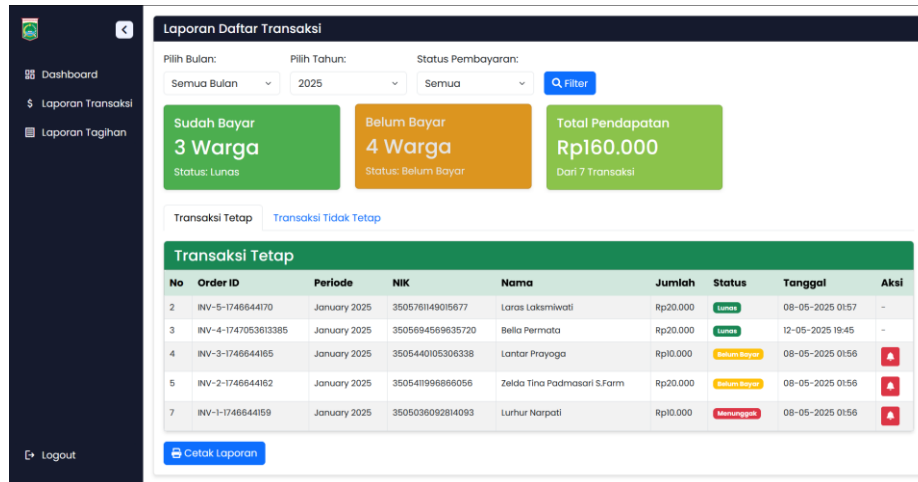 Laporan Daftar Transaksi
Pilih Bulan: Pilih Tahun: Status Pembayaran:
Semua Bulan 2025 Semua Filter
Dashboard
$ Laporan Transaksi
Laporan Tagihan
Sudah Bayar
3 Warga
Status: Lunas
Belum Bayar
4 Warga
Status: Belum Bayar
Total Pendapatan
Rp160.000
Dari 7 Transaksi
Transaksi Tetap Transaksi Tidak Tetap
Transaksi Tetap
No Order ID Periode NIK Nama Jumlah Status Tanggal Aksi
2 INV-5-1746644170 January 2025 3505761149015677 Laras Laksmiwati Rp20.000 Lunas 08-05-2025 01:57 -
3 INV-4-1747053613385 January 2025 3505694569635720 Bella Permata Rp20.000 Lunas 12-05-2025 19:45 -
4 INV-3-1746644165 January 2025 3505440105306338 Lantar Prayoga Rp10.000 Belum Bayar 08-05-2025 01:56
5 INV-2-1746644162 January 2025 3505411996866056 Zelda Tina Padmasari S.Farm Rp20.000 Belum Bayar 08-05-2025 01:56
7 INV-1-1746644159 January 2025 3505036092814093 Lurhur Narpati Rp10.000 Menunggak 08-05-2025 01:56
Cetak Laporan
Logout